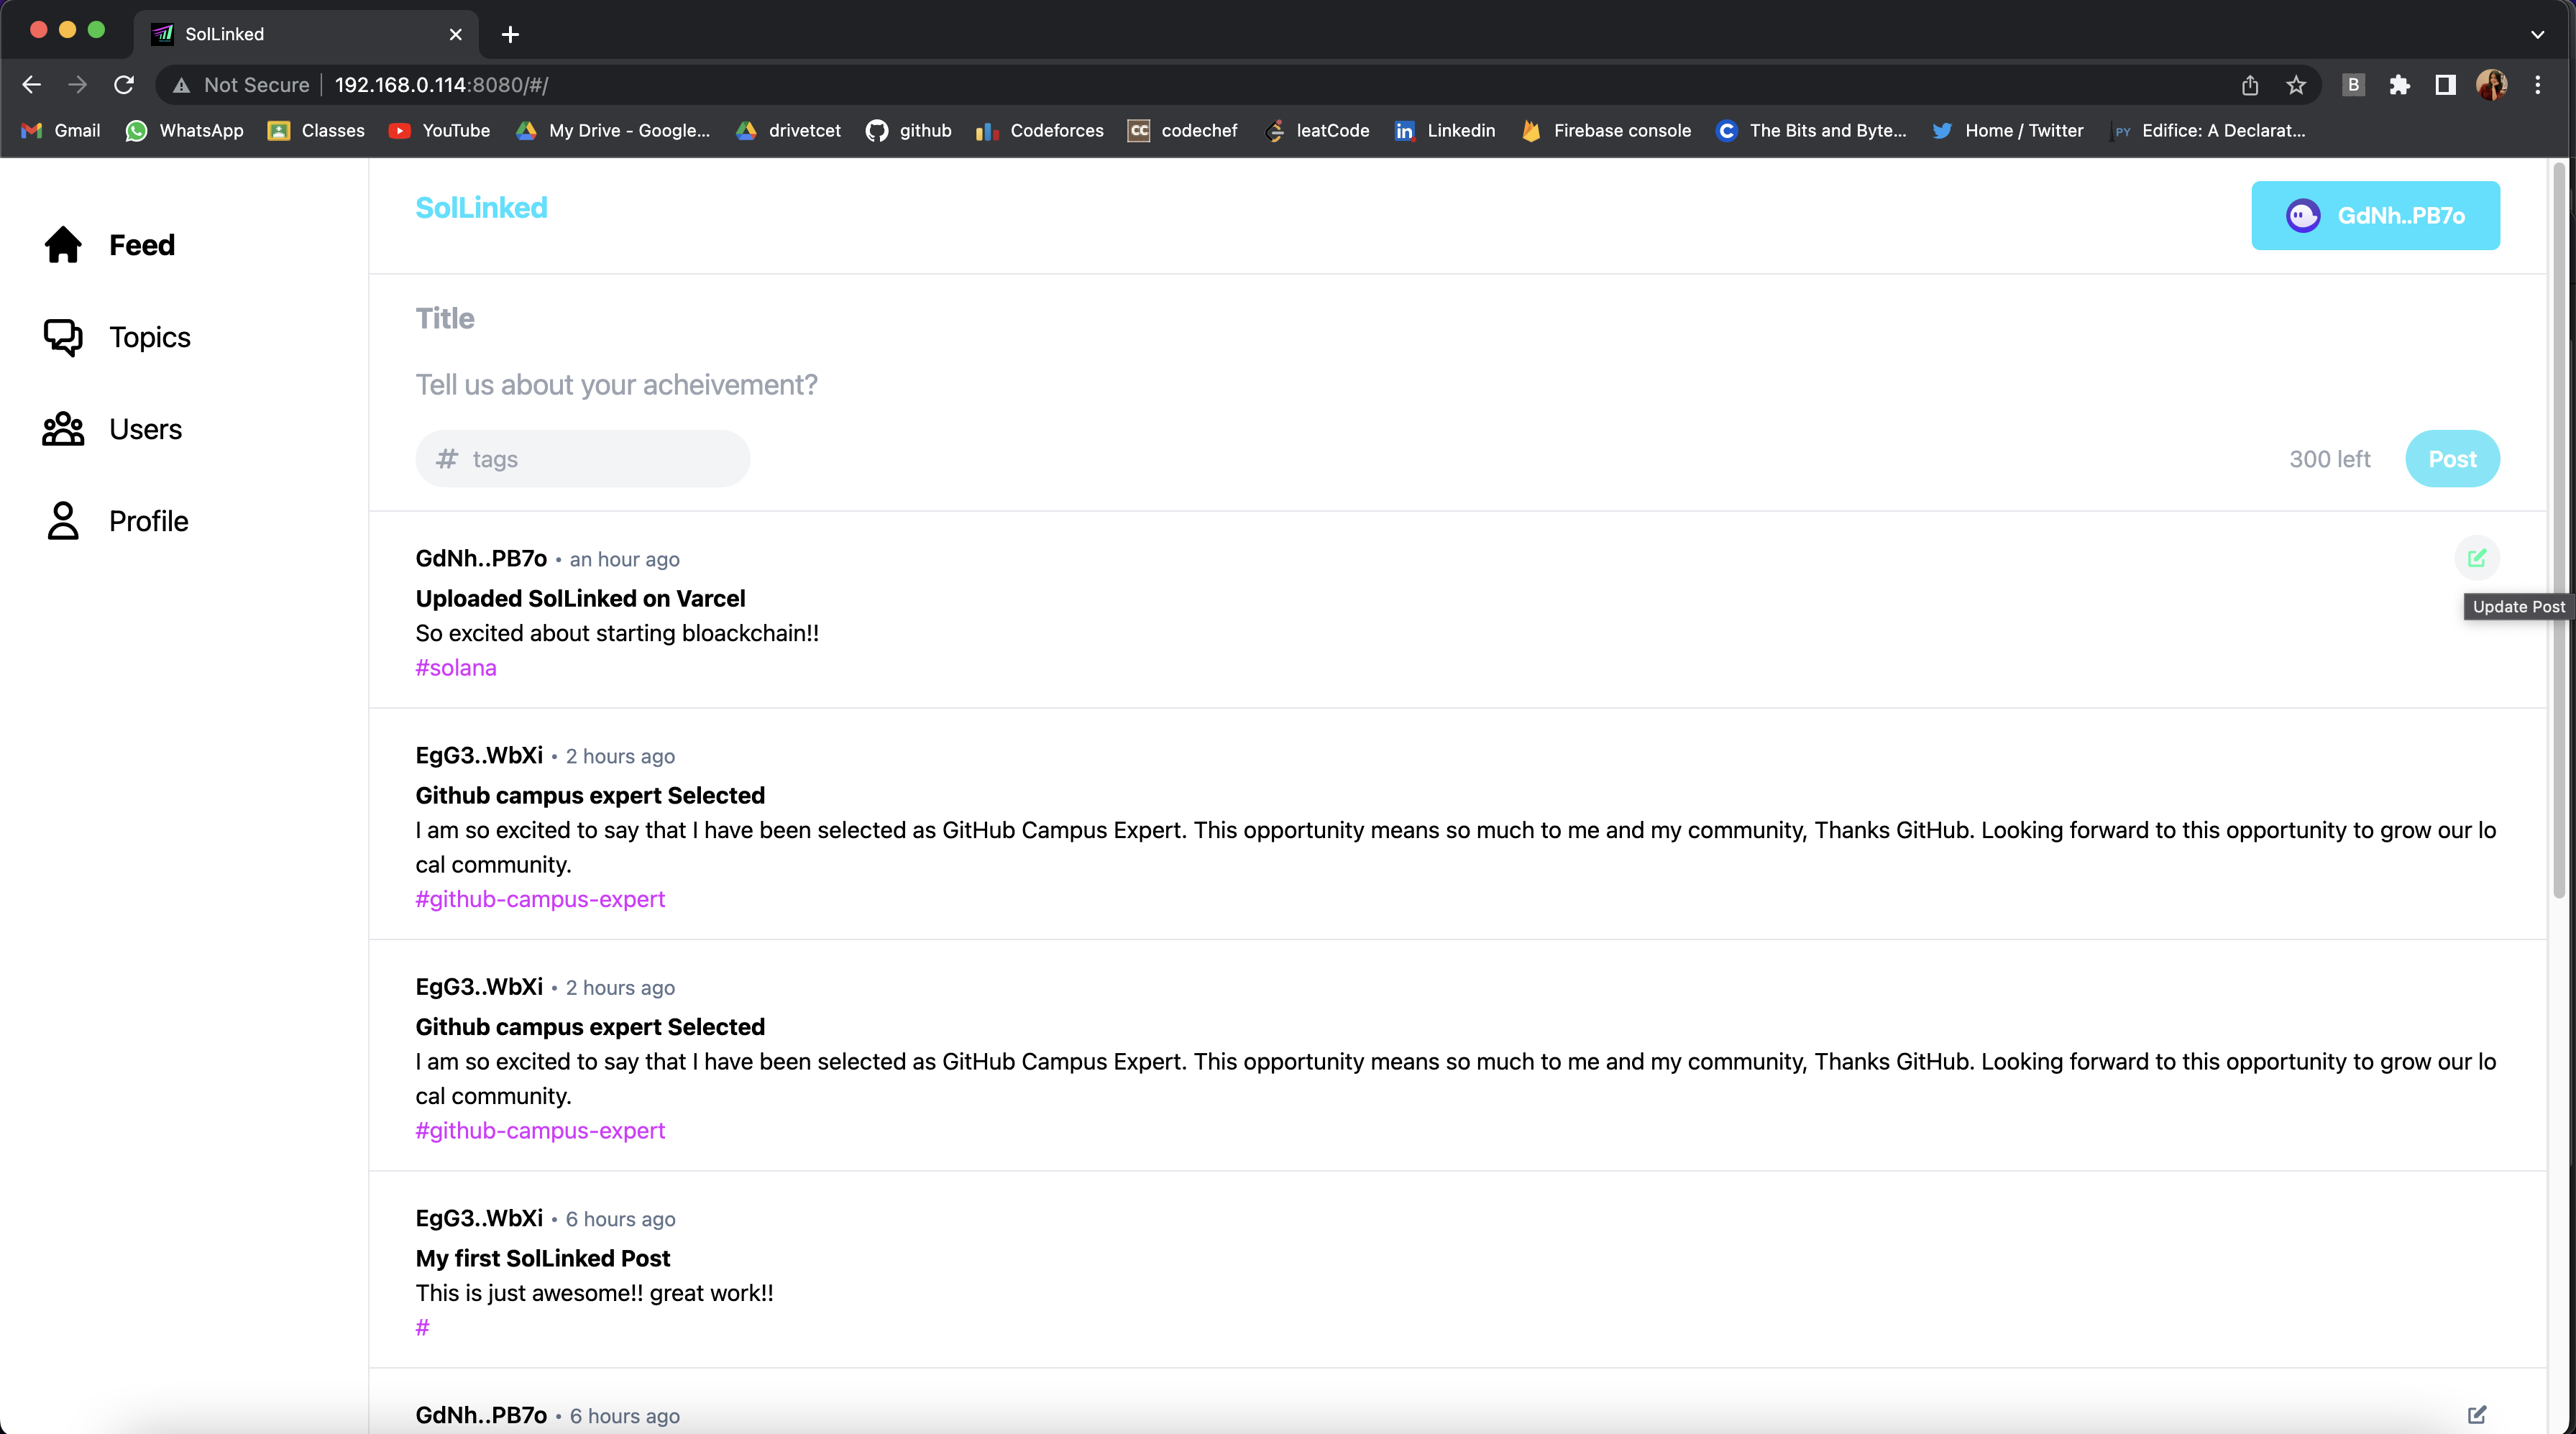 SolLinked
Not Secure 192.168.0.114:8080/#/
B
Gmail WhatsApp Classes YouTube My Drive - Google... drivetcet github Codeforces CC codechef leatCode in Linkedin Firebase console C The Bits and Byte... Home / Twitter PY Edifice: A Declarat...
Feed
Topics
Users
Profile
SolLinked
GdNh..PB7o
Title
Tell us about your acheivement?
# tags
300 left
Post
GdNh..PB7o • an hour ago
Update Post
Uploaded SolLinked on Varcel
So excited about starting bloackchain!!
#solana
EgG3..WbXi • 2 hours ago
Github campus expert Selected
I am so excited to say that I have been selected as GitHub Campus Expert. This opportunity means so much to me and my community, Thanks GitHub. Looking forward to this opportunity to grow our lo
cal community.
#github-campus-expert
EgG3..WbXi • 2 hours ago
Github campus expert Selected
I am so excited to say that I have been selected as GitHub Campus Expert. This opportunity means so much to me and my community, Thanks GitHub. Looking forward to this opportunity to grow our lo
cal community.
#github-campus-expert
EgG3..WbXi • 6 hours ago
My first SolLinked Post
This is just awesome!! great work!!
#
GdNh..PB7o • 6 hours ago